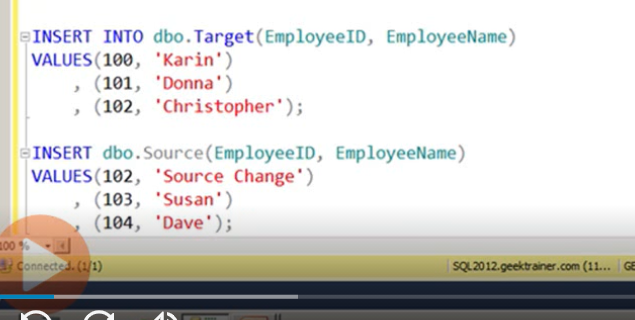 INSERT INTO dbo.Target(EmployeeID, EmployeeName)
VALUES(100, 'Karin')
, (101, 'Donna')
, (102, 'Christopher');
INSERT dbo.Source(EmployeeID, EmployeeName)
VALUES(102, 'Source Change')
, (103, 'Susan')
, (104, 'Dave');
100 %
Connected. (1/1)
SQL2012.geektrainer.com (11...